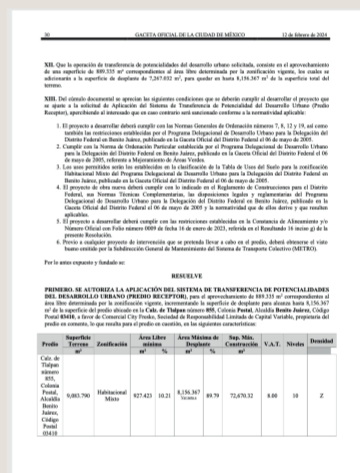 30 GACETA OFICIAL DE LA CIUDAD DE MÉXICO 12 de febrero de 2024
XII. Que la operación de transferencia de potencialidades del desarrollo urbano solicitada, consiste en el aprovechamiento
de una superficie de 889.335 m² correspondientes al área libre determinada por la zonificación vigente, los cuales se
adicionarán a la superficie de desplante de 7,267.032 m², para quedar en hasta 8,156.367 m² de la superficie total del
terreno.
XIII. Del cúmulo documental se aprecian las siguientes condiciones que se deberán cumplir al desarrollar el proyecto que
se ajuste a la solicitud de Aplicación del Sistema de Transferencia de Potencialidad del Desarrollo Urbano (Predio
Receptor), apercibiendo al interesado que en caso contrario será sancionado conforme a la normatividad aplicable:
1. El proyecto a desarrollar deberá cumplir con las Normas Generales de Ordenación números 7, 8, 12 y 19, así como
también las restricciones establecidas por el Programa Delegacional de Desarrollo Urbano para la Delegación del
Distrito Federal en Benito Juárez, publicado en la Gaceta Oficial del Distrito Federal el 06 de mayo de 2005.
2. Cumplir con la Norma de Ordenación Particular establecida por el Programa Delegacional de Desarrollo Urbano
para la Delegación del Distrito Federal en Benito Juárez, publicado en la Gaceta Oficial del Distrito Federal el 06
de mayo de 2005, referente a Mejoramiento de Áreas Verdes.
3. Los usos permitidos serán los establecidos en la clasificación de la Tabla de Usos del Suelo para la zonificación
Habitacional Mixto del Programa Delegacional de Desarrollo Urbano para la Delegación del Distrito Federal en
Benito Juárez, publicado en la Gaceta Oficial del Distrito Federal el 06 de mayo de 2005.
4. El proyecto de obra nueva deberá cumplir con lo indicado en el Reglamento de Construcciones para el Distrito
Federal, sus Normas Técnicas Complementarias, las disposiciones legales y reglamentarias del Programa
Delegacional de Desarrollo Urbano para la Delegación del Distrito Federal en Benito Juárez, publicado en la
Gaceta Oficial del Distrito Federal el 06 de mayo de 2005 y la normatividad que de ellos derive y que resulten
aplicables.
5. El proyecto a desarrollar deberá cumplir con las restricciones establecidas en la Constancia de Alineamiento y/o
Número Oficial con Folio número 0089 de fecha 16 de enero de 2023, referida en el Resultando 16 inciso g) de la
presente Resolución.
6. Previo a cualquier proyecto de intervención que se pretenda llevar a cabo en el predio, deberá obtenerse el visto
bueno emitido por la Subdirección General de Mantenimiento del Sistema de Transporte Colectivo (METRO).
Por lo antes expuesto y fundado se:
RESUELVE
PRIMERO. SE AUTORIZA LA APLICACIÓN DEL SISTEMA DE TRANSFERENCIA DE POTENCIALIDADES
DEL DESARROLLO URBANO (PREDIO RECEPTOR), para el aprovechamiento de 889.335 m² correspondientes al
área libre determinada por la zonificación vigente, incrementando la superficie de desplante para alcanzar hasta 8,156.367
m² de la superficie del predio ubicado en la Calz. de Tlalpan número 855, Colonia Postal, Alcaldía Benito Juárez, Código
Postal 03410, a favor de Comercial City Fresko, Sociedad de Responsabilidad Limitada de Capital Variable, propietaria del
predio en comento, lo que resulta para el predio en cuestión, en las siguientes características:
Predio Superficie Terreno m² Zonificación Área Libre mínimo m² % Área Máxima de Desplante m² % Sup. Máx. Construcción m² V.A.T. Niveles Densidad
Calz. de
Tlalpan
número
855,
Colonia
Postal,
Alcaldía
Benito
Juárez,
Código
Postal
03410
9,083.790 Habitacional Mixto 927.423 10.21 8,156.367 89.79 72,670.32 8.00 10 Z